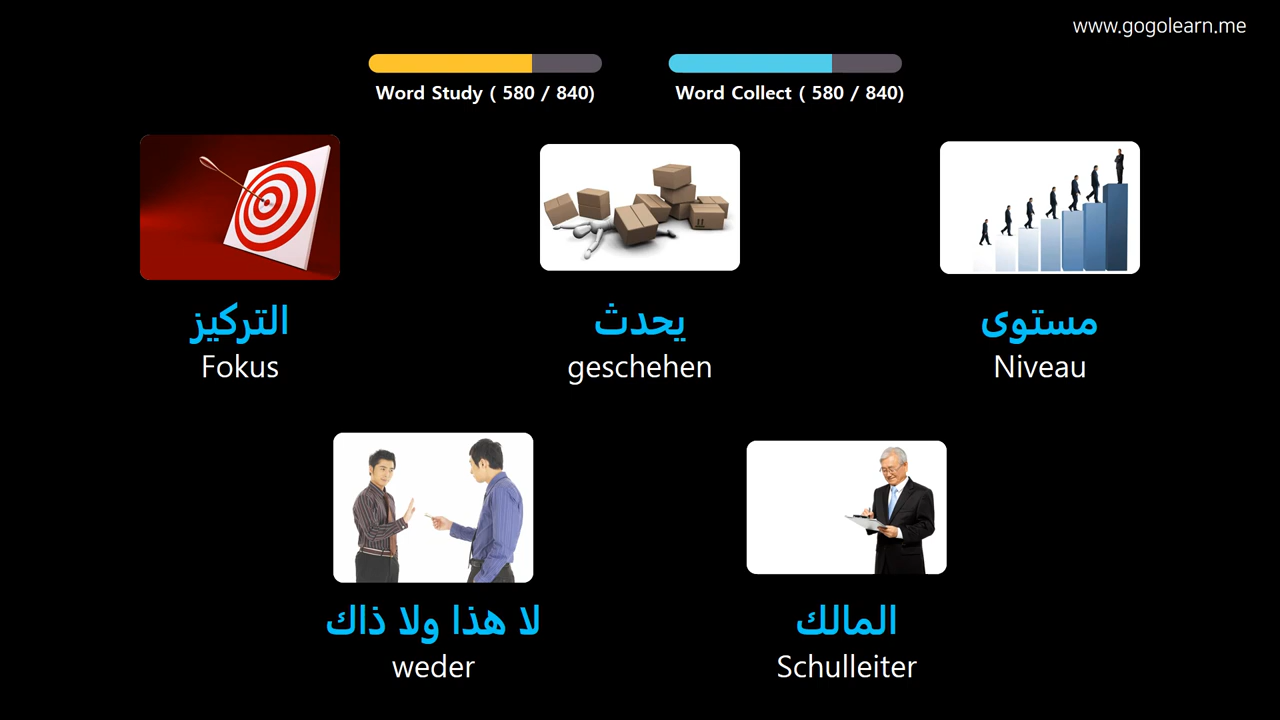 www.gogolearn.me
Word Study ( 580 / 840)
Word Collect ( 580 / 840)
التركيز
Fokus
يحدث
geschehen
مستوى
Niveau
لا هذا ولا ذاك
weder
المالك
Schulleiter